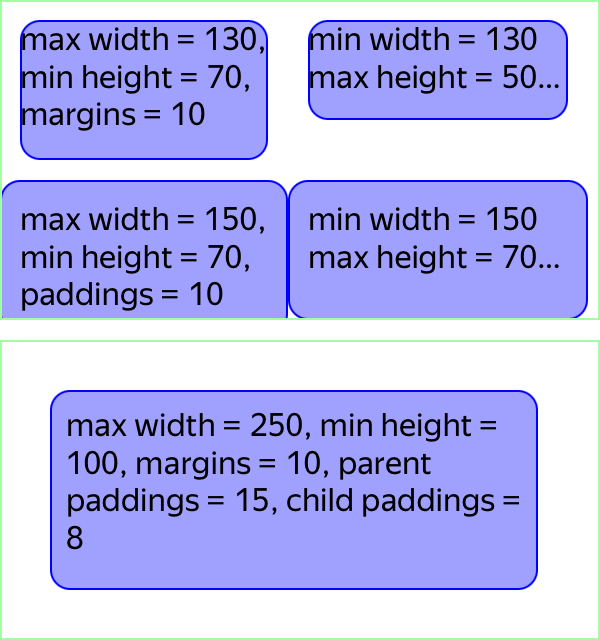 max width = 130,
min height = 70,
margins = 10
min width = 130
max height = 50...
max width = 150,
min height = 70,
paddings = 10
min width = 150
max height = 70...
max width = 250, min height =
100, margins = 10, parent
paddings = 15, child paddings =
8